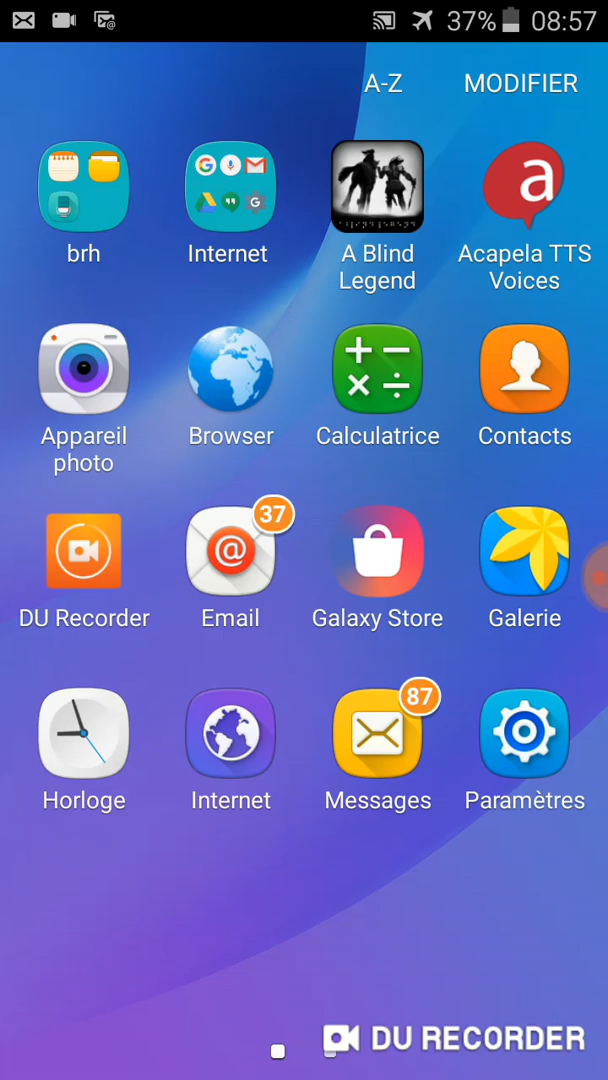 37% 08:57
A-Z MODIFIER
brh
Internet
A Blind
Legend
Acapela TTS
Voices
Appareil
photo
Browser
Calculatrice
Contacts
DU Recorder
37
Email
Galaxy Store
Galerie
Horloge
Internet
87
Messages
Paramètres
DU RECORDER